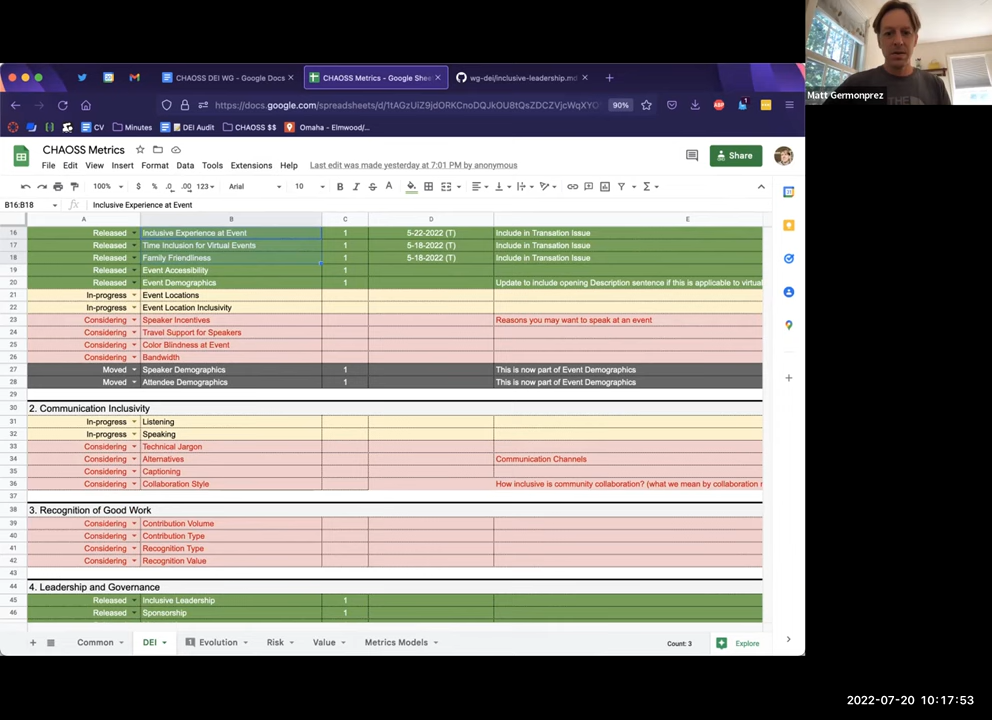 Matt Germonprez
CHAOSS DEI WG - Google Docs
CHAOSS Metrics - Google Shee
wg-dei/inclusive-leadership.md
https://docs.google.com/spreadsheets/d/
90%
CV
Minutes
DEI Audit
CHAOSS $$
Omaha - Elmwood/...
CHAOSS Metrics
Share
File Edit View Insert Format Data Tools Extensions Help Last edit was made yesterday at 7:01 PM by anonymous
100% $ % .0 .00 123 Arial 10 B I S A
B16:B18 fx Inclusive Experience at Event
A B C D E
16 Released Inclusive Experience at Event 1 5-22-2022 (T) Include in Transation Issue
17 Released Time Inclusion for Virtual Events 1 5-18-2022 (T) Include in Transation Issue
18 Released Family Friendliness 1 5-18-2022 (T) Include in Transation Issue
19 Released Event Accessibility 1
20 Released Event Demographics 1 Update to include opening Description sentence if this is applicable to virtual
21 In-progress Event Locations
22 In-progress Event Location Inclusivity
23 Considering Speaker Incentives Reasons you may want to speak at an event
24 Considering Travel Support for Speakers
25 Considering Color Blindness at Event
26 Considering Bandwidth
27 Moved Speaker Demographics 1 This is now part of Event Demographics
28 Moved Attendee Demographics 1 This is now part of Event Demographics
29
30 2. Communication Inclusivity
31 In-progress Listening
32 In-progress Speaking
33 Considering Technical Jargon
34 Considering Alternatives Communication Channels
35 Considering Captioning
36 Considering Collaboration Style How inclusive is community collaboration? (what we mean by collaboration
37
38 3. Recognition of Good Work
39 Considering Contribution Volume
40 Considering Contribution Type
41 Considering Recognition Type
42 Considering Recognition Value
43
44 4. Leadership and Governance
45 Released Inclusive Leadership 1
46 Released Sponsorship 1
Common DEI Evolution Risk Value Metrics Models Count: 3 Explore
2022-07-20 10:17:53